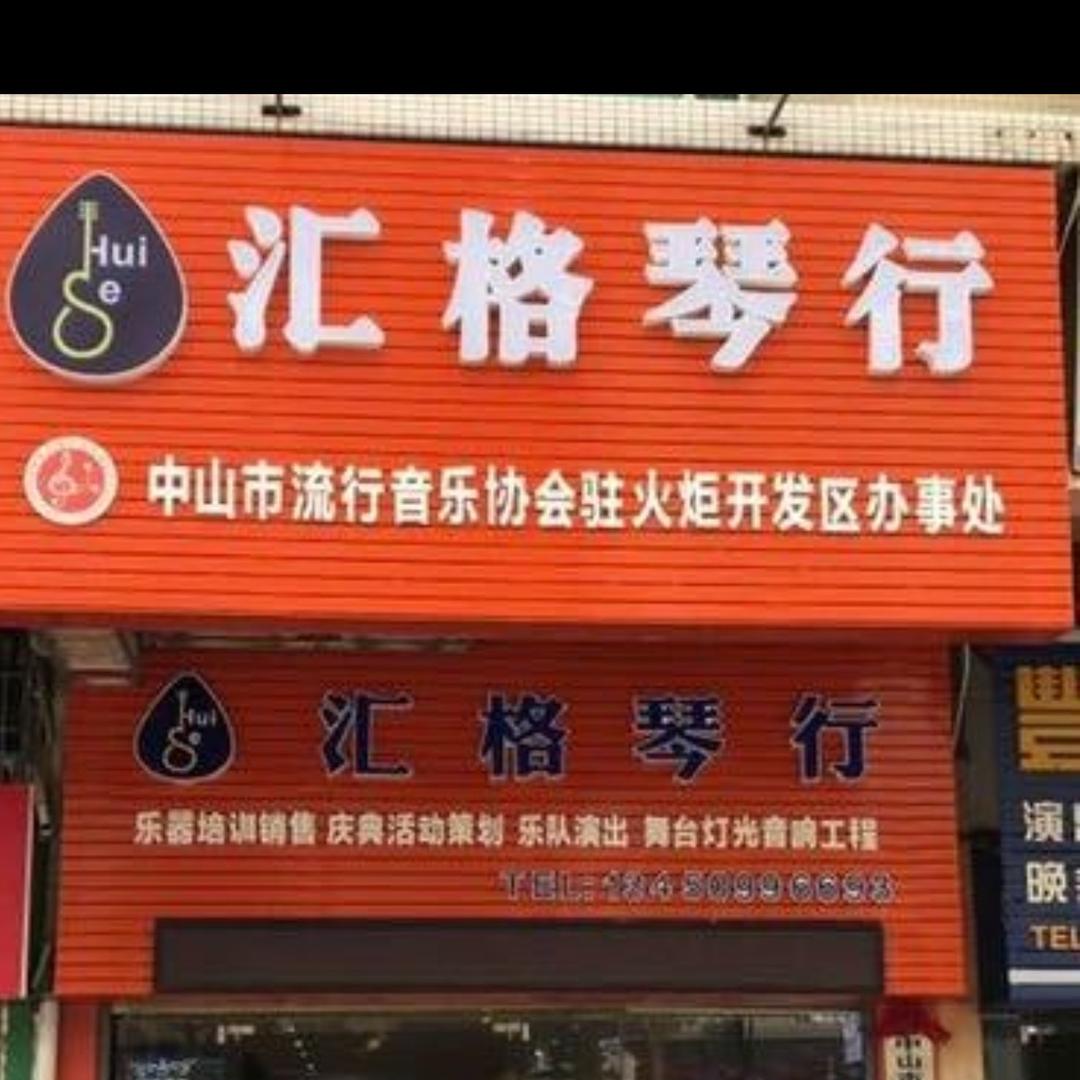 Hui
e
汇格琴行
中山市流行音乐协会驻火炬开发区办事处
Hui
e
汇格琴行
乐器培训销售 庆典活动策划 乐队演出 舞台灯光音响工程
TEL: 13450996693
演
晚
TEL